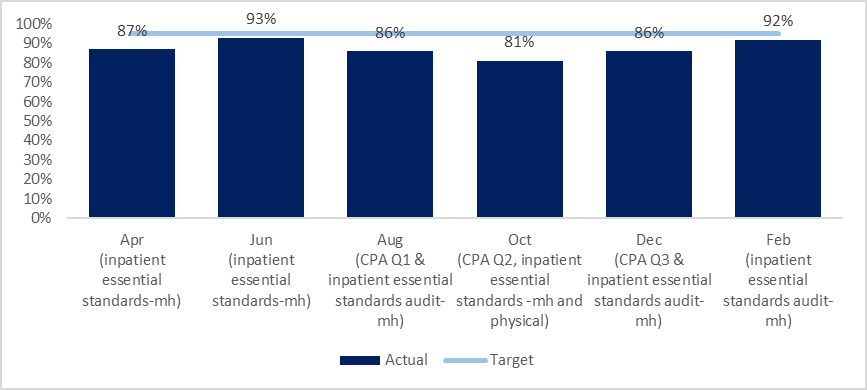 100%
90%
80%
70%
60%
50%
40%
30%
20%
10%
0%
87%
93%
86%
81%
86%
92%
Apr
(inpatient
essential
standards-mh)
Jun
(inpatient
essential
standards-mh)
Aug
(CPA Q1 &
inpatient essential
standards audit-
mh)
Oct
(CPA Q2, inpatient
essential
standards -mh and
physical)
Dec
(CPA Q3 &
inpatient essential
standards audit-
mh)
Feb
(inpatient
essential
standards audit-
mh)
Actual
Target